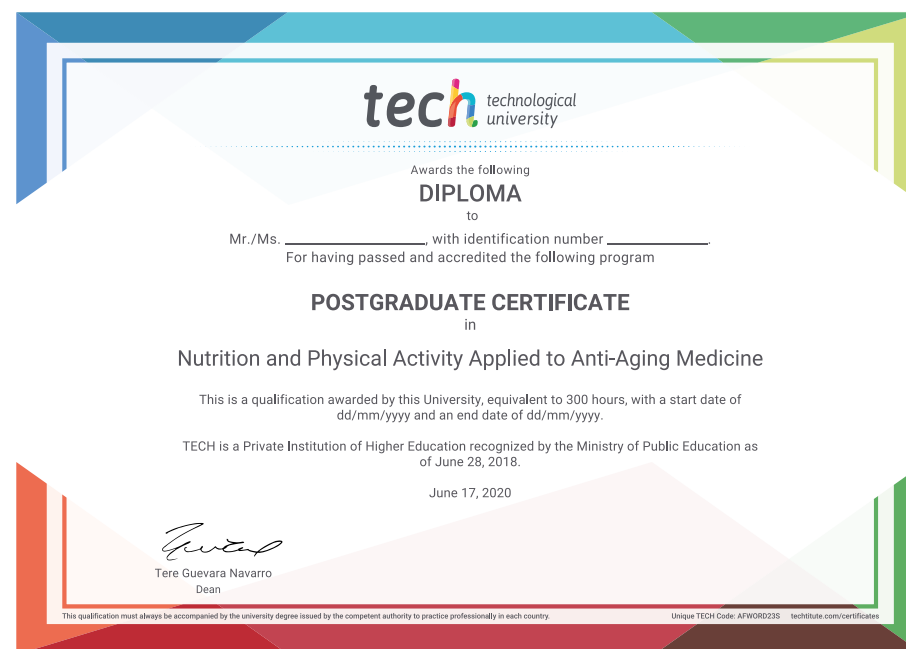 tech technological
university
Awards the following
DIPLOMA
to
Mr./Ms. ____________________, with identification number ______________.
For having passed and accredited the following program
POSTGRADUATE CERTIFICATE
in
Nutrition and Physical Activity Applied to Anti-Aging Medicine
This is a qualification awarded by this University, equivalent to 300 hours, with a start date of
dd/mm/yyyy and an end date of dd/mm/yyyy.
TECH is a Private Institution of Higher Education recognized by the Ministry of Public Education as
of June 28, 2018.
June 17, 2020
Tere Guevara Navarro
Dean
This qualification must always be accompanied by the university degree issued by the competent authority to practice professionally in each country. Unique TECH Code: AFWORD23S techtitute.com/certificates